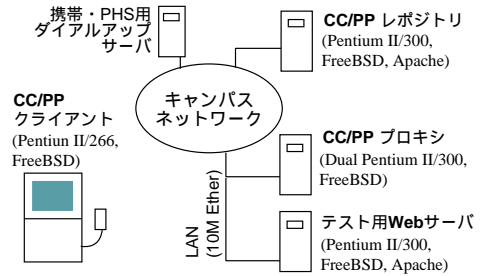 携帯・PHS用
ダイアルアップ
サーバ
CC/PP レポジトリ
(Pentium II/300,
FreeBSD, Apache)
キャンパス
ネットワーク
CC/PP
クライアント
(Pentiun II/266,
FreeBSD)
CC/PP プロキシ
(Dual Pentium II/300,
FreeBSD)
LAN
(10M Ether)
テスト用Webサーバ
(Pentium II/300,
FreeBSD, Apache)